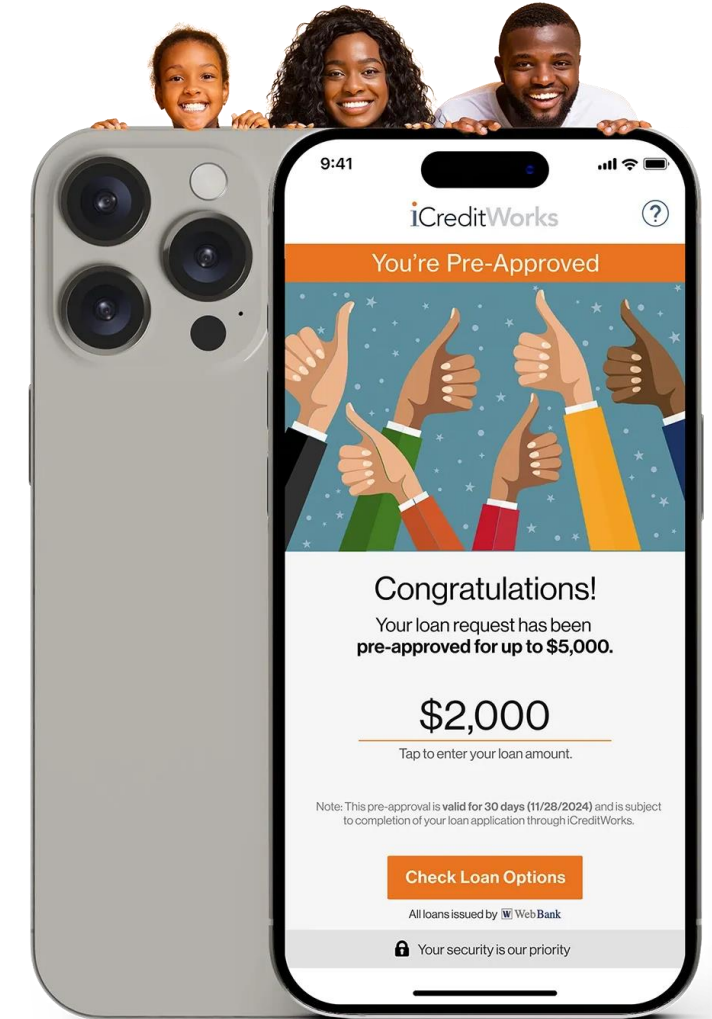 9:41
iCreditWorks
?
You're Pre-Approved
Congratulations!
Your loan request has been
pre-approved for up to $5,000.
$2,000
Tap to enter your loan amount.
Note: This pre-approval is valid for 30 days (11/28/2024) and is subject
to completion of your loan application through iCreditWorks.
Check Loan Options
All loans issued by W WebBank
Your security is our priority